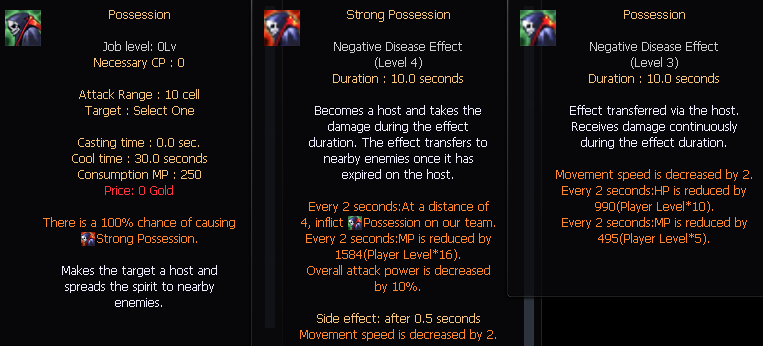 Possession
Job level: 0Lv
Necessary CP : 0
Attack Range : 10 cell
Target : Select One
Casting time : 0.0 sec.
Cool time : 30.0 seconds
Consumption MP : 250
Price: 0 Gold
There is a 100% chance of causing
Strong Possession.
Makes the target a host and
spreads the spirit to nearby
enemies.
Strong Possession
Negative Disease Effect
(Level 4)
Duration : 10.0 seconds
Becomes a host and takes the
damage during the effect
duration. The effect transfers to
nearby enemies once it has
expired on the host.
Every 2 seconds:At a distance of
4, inflict Possession on our team.
Every 2 seconds:MP is reduced by
1584(Player Level*16).
Overall attack power is decreased
by 10%.
Side effect: after 0.5 seconds
Movement speed is decreased by 2.
Possession
Negative Disease Effect
(Level 3)
Duration : 10.0 seconds
Effect transferred via the host.
Receives damage continuously
during the effect duration.
Movement speed is decreased by 2.
Every 2 seconds:HP is reduced by
990(Player Level*10).
Every 2 seconds:MP is reduced by
495(Player Level*5).